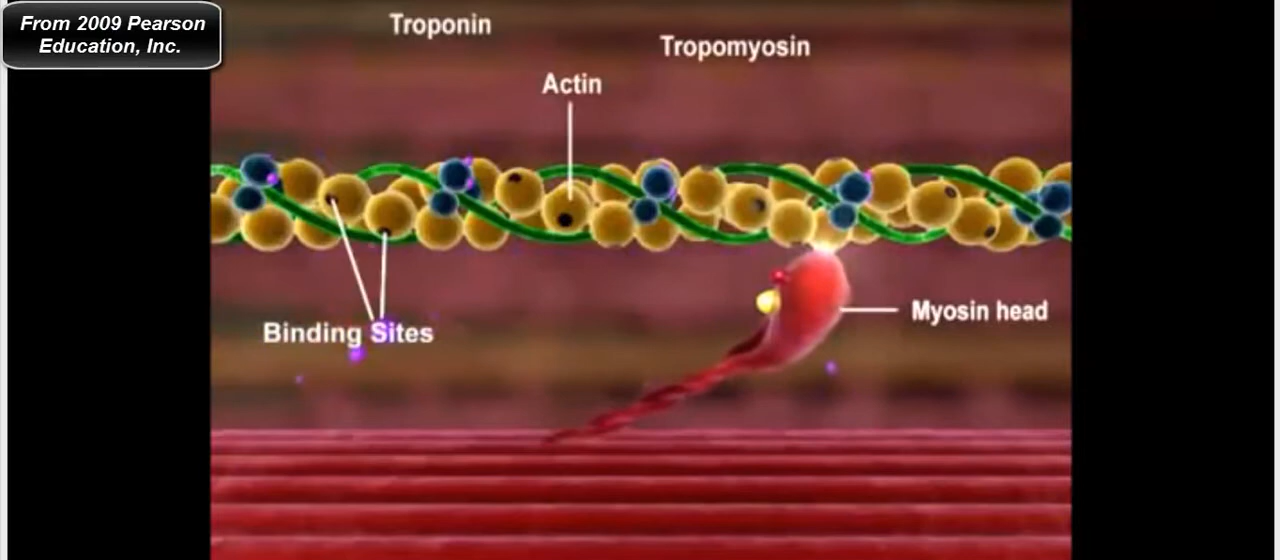 From 2009 Pearson
Education, Inc.
Troponin
Tropomyosin
Actin
Myosin head
Binding Sites